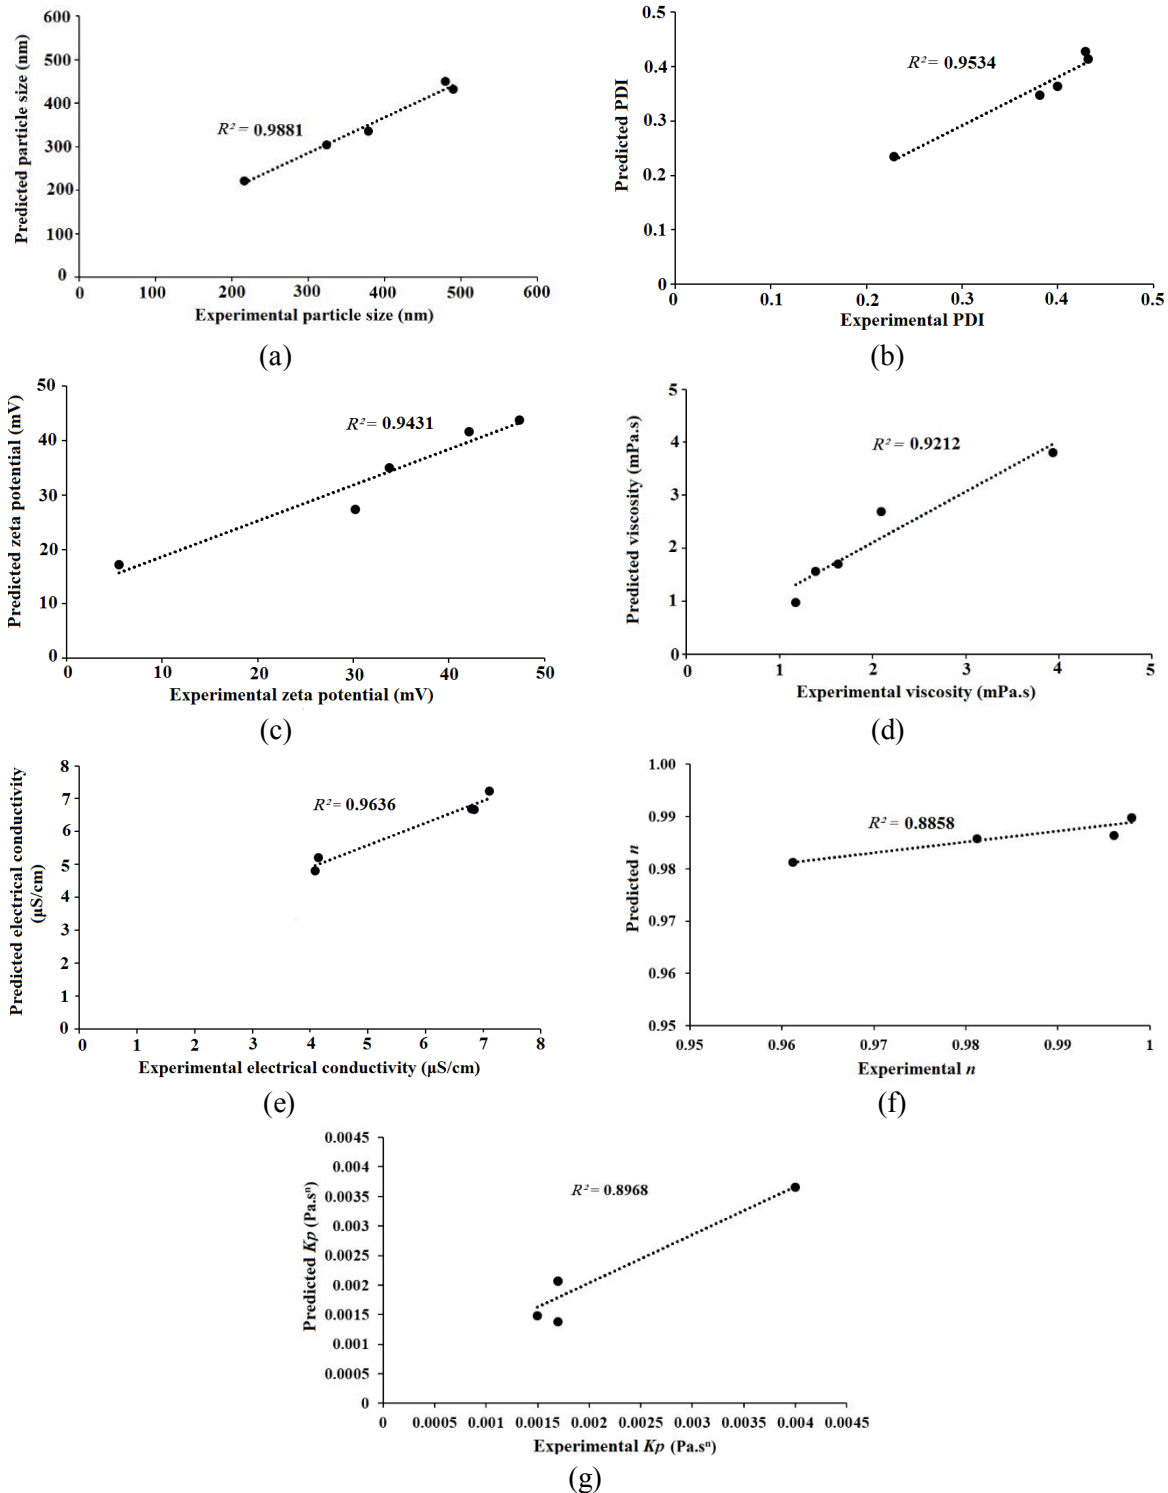 Predicted particle size (nm)
600
500
400
300
200
100
0
R² = 0.9881
0 100 200 300 400 500 600
Experimental particle size (nm)
(a)
Predicted PDI
0.5
0.4
0.3
0.2
0.1
0
R² = 0.9534
0 0.1 0.2 0.3 0.4 0.5
Experimental PDI
(b)
Predicted zeta potential (mV)
50
40
30
20
10
0
R² = 0.9431
0 10 20 30 40 50
Experimental zeta potential (mV)
(c)
Predicted viscosity (mPa.s)
5
4
3
2
1
0
R² = 0.9212
0 1 2 3 4 5
Experimental viscosity (mPa.s)
(d)
Predicted electrical conductivity
(µS/cm)
8
7
6
5
4
3
2
1
0
R² = 0.9636
0 1 2 3 4 5 6 7 8
Experimental electrical conductivity (µS/cm)
(e)
Predicted n
1.00
0.99
0.98
0.97
0.96
0.95
R² = 0.8858
0.95 0.96 0.97 0.98 0.99 1
Experimental n
(f)
Predicted Kp (Pa.sⁿ)
0.0045
0.004
0.0035
0.003
0.0025
0.002
0.0015
0.001
0.0005
0
R² = 0.8968
0 0.0005 0.001 0.0015 0.002 0.0025 0.003 0.0035 0.004 0.0045
Experimental Kp (Pa.sⁿ)
(g)